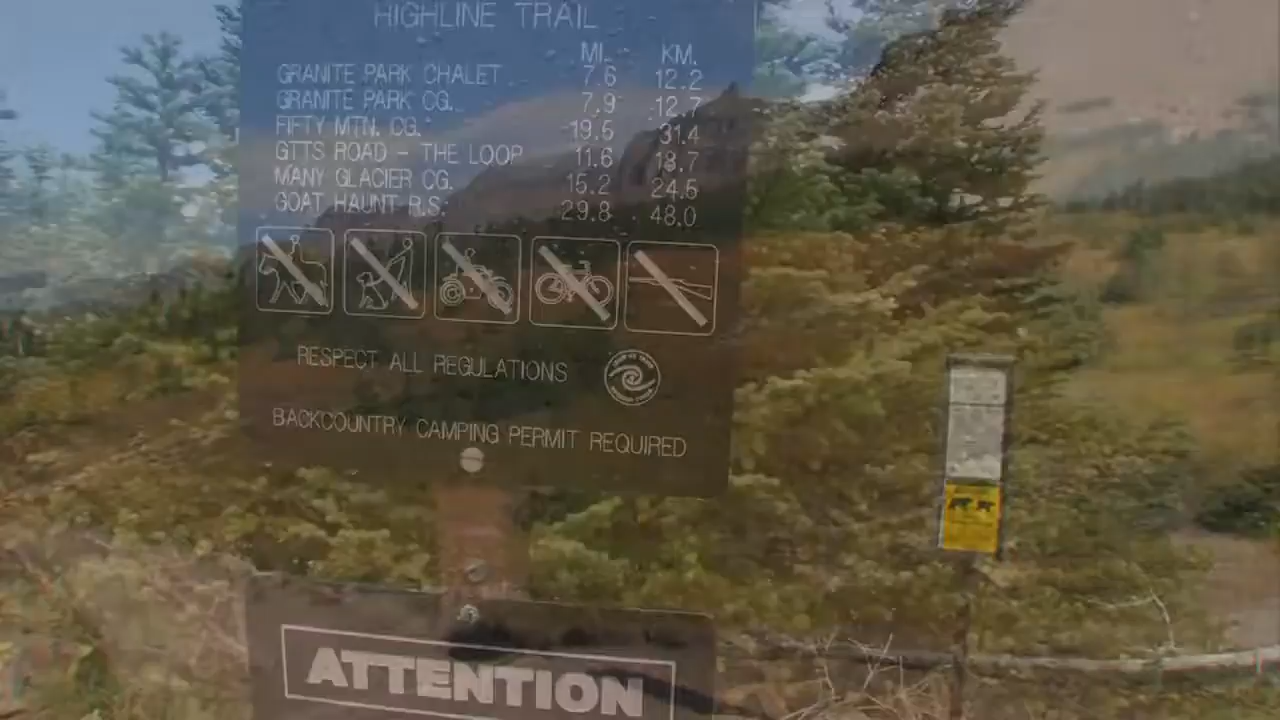 HIGHLINE TRAIL
MI. KM.
GRANITE PARK CHALET 7.6 12.2
GRANITE PARK CG. 7.9 12.7
FIFTY MTN. CG. 19.5 31.4
GTTS ROAD - THE LOOP 11.6 18.7
MANY GLACIER CG. 15.2 24.5
GOAT HAUNT R.S. 29.8 48.0
RESPECT ALL REGULATIONS
BACKCOUNTRY CAMPING PERMIT REQUIRED
ATTENTION